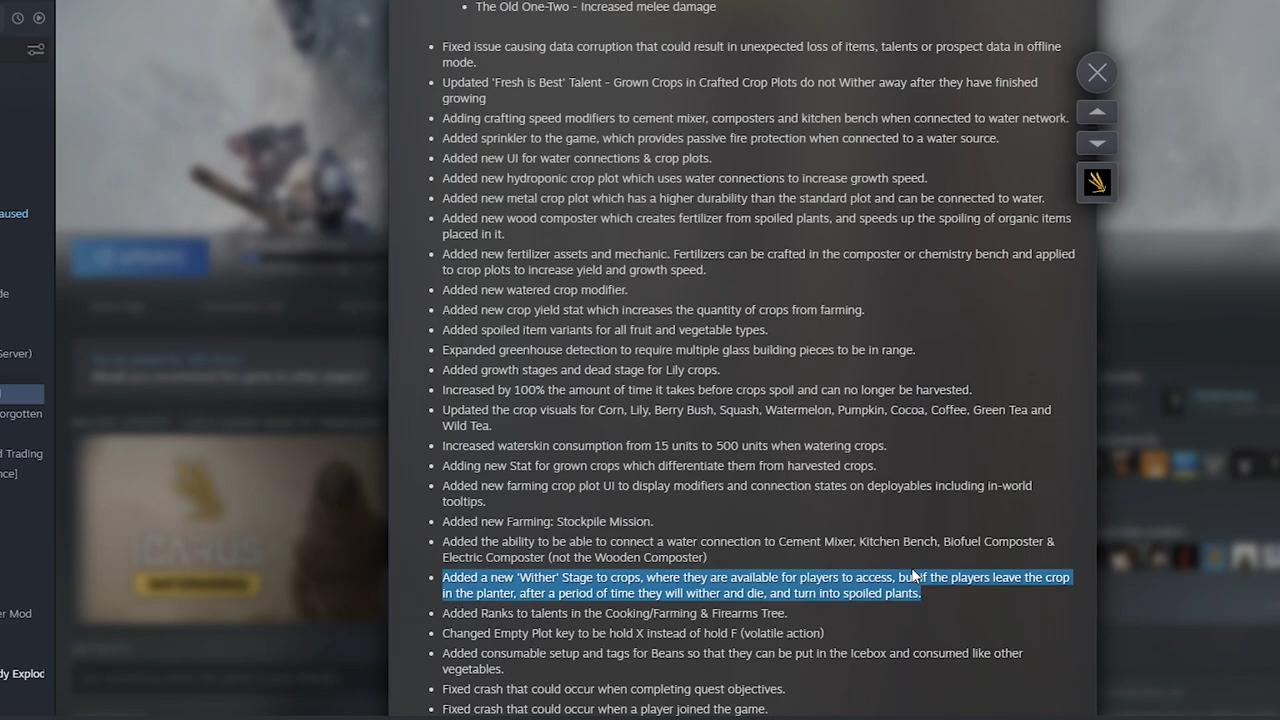 The Old One-Two - Increased melee damage
Fixed issue causing data corruption that could result in unexpected loss of items, talents or prospect data in offline
mode.
Updated 'Fresh is Best' Talent - Grown Crops in Crafted Crop Plots do not Wither away after they have finished
growing
Adding crafting speed modifiers to cement mixer, composters and kitchen bench when connected to water network.
Added sprinkler to the game, which provides passive fire protection when connected to a water source.
Added new UI for water connections & crop plots.
Added new hydroponic crop plot which uses water connections to increase growth speed.
Added new metal crop plot which has a higher durability than the standard plot and can be connected to water.
Added new wood composter which creates fertilizer from spoiled plants, and speeds up the spoiling of organic items
placed in it.
Added new fertilizer assets and mechanic. Fertilizers can be crafted in the composter or chemistry bench and applied
to crop plots to increase yield and growth speed.
Added new watered crop modifier.
Added new crop yield stat which increases the quantity of crops from farming.
Added spoiled item variants for all fruit and vegetable types.
Expanded greenhouse detection to require multiple glass building pieces to be in range.
Added growth stages and dead stage for Lily crops.
Increased by 100% the amount of time it takes before crops spoil and can no longer be harvested.
Updated the crop visuals for Corn, Lily, Berry Bush, Squash, Watermelon, Pumpkin, Cocoa, Coffee, Green Tea and
Wild Tea.
Increased waterskin consumption from 15 units to 500 units when watering crops.
Adding new Stat for grown crops which differentiate them from harvested crops.
Added new farming crop plot UI to display modifiers and connection states on deployables including in-world
tooltips.
Added new Farming: Stockpile Mission.
Added the ability to be able to connect a water connection to Cement Mixer, Kitchen Bench, Biofuel Composter &
Electric Composter (not the Wooden Composter)
Added a new 'Wither' Stage to crops, where they are available for players to access, but if the players leave the crop
in the planter, after a period of time they will wither and die, and turn into spoiled plants.
Added Ranks to talents in the Cooking/Farming & Firearms Tree.
Changed Empty Plot key to be hold X instead of hold F (volatile action)
Added consumable setup and tags for Beans so that they can be put in the Icebox and consumed like other
vegetables.
Fixed crash that could occur when completing quest objectives.
Fixed crash that could occur when a player joined the game.
aused
de
Server)
orgotten
d Trading
nce]
er Mod
dy Explod
UPDATE
ICARUS